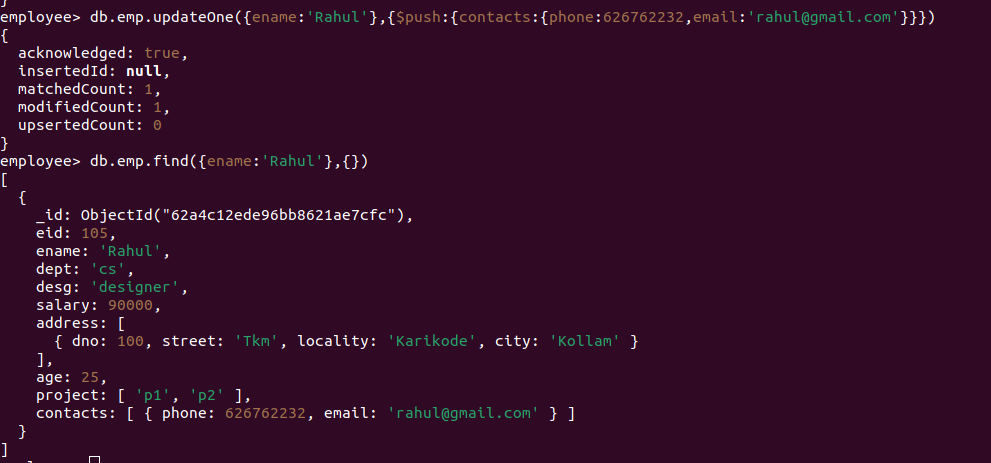 employee> db.emp.updateOne({ename:'Rahul'},{$push:{contacts:{phone:626762232,email:'rahul@gmail.com'}}})
{
  acknowledged: true,
  insertedId: null,
  matchedCount: 1,
  modifiedCount: 1,
  upsertedCount: 0
}
employee> db.emp.find({ename:'Rahul'},{})
[
  {
    _id: ObjectId("62a4c12ede96bb8621ae7cfc"),
    eid: 105,
    ename: 'Rahul',
    dept: 'cs',
    desg: 'designer',
    salary: 90000,
    address: [
      { dno: 100, street: 'Tkm', locality: 'Karikode', city: 'Kollam' }
    ],
    age: 25,
    project: [ 'p1', 'p2' ],
    contacts: [ { phone: 626762232, email: 'rahul@gmail.com' } ]
  }
]